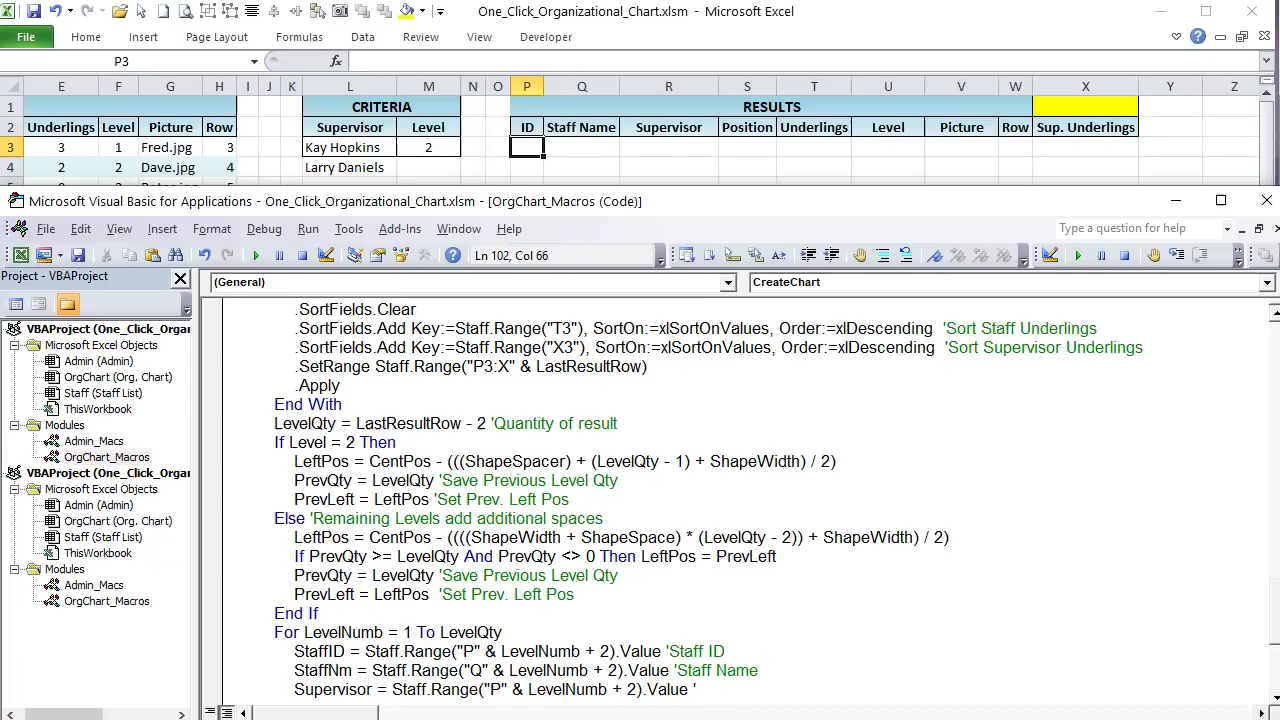 One_Click_Organizational_Chart.xlsm - Microsoft Excel
File Home Insert Page Layout Formulas Data Review View Developer
P3 fx
E F G H I J K L M N O P Q R S T U V W X Y Z
1 CRITERIA RESULTS
2 Underlings Level Picture Row Supervisor Level ID Staff Name Supervisor Position Underlings Level Picture Row Sup. Underlings
3 3 1 Fred.jpg 3 Kay Hopkins 2
4 2 2 Dave.jpg 4 Larry Daniels
Microsoft Visual Basic for Applications - One_Click_Organizational_Chart.xlsm - [OrgChart_Macros (Code)]
File Edit View Insert Format Debug Run Tools Add-Ins Window Help Type a question for help
Ln 102, Col 66
Project - VBAProject
(General) CreateChart
VBAProject (One_Click_Orga
Microsoft Excel Objects
Admin (Admin)
OrgChart (Org. Chart)
Staff (Staff List)
ThisWorkbook
Modules
Admin_Macs
OrgChart_Macros
VBAProject (One_Click_Orga
Microsoft Excel Objects
Admin (Admin)
OrgChart (Org. Chart)
Staff (Staff List)
ThisWorkbook
Modules
Admin_Macs
OrgChart_Macros
.SortFields.Clear
.SortFields.Add Key:=Staff.Range("T3"), SortOn:=xlSortOnValues, Order:=xlDescending 'Sort Staff Underlings
.SortFields.Add Key:=Staff.Range("X3"), SortOn:=xlSortOnValues, Order:=xlDescending 'Sort Supervisor Underlings
.SetRange Staff.Range("P3:X" & LastResultRow)
.Apply
End With
LevelQty = LastResultRow - 2 'Quantity of result
If Level = 2 Then
LeftPos = CentPos - (((ShapeSpacer) + (LevelQty - 1) + ShapeWidth) / 2)
PrevQty = LevelQty 'Save Previous Level Qty
PrevLeft = LeftPos 'Set Prev. Left Pos
Else 'Remaining Levels add additional spaces
LeftPos = CentPos - ((((ShapeWidth + ShapeSpace) * (LevelQty - 2)) + ShapeWidth) / 2)
If PrevQty >= LevelQty And PrevQty <> 0 Then LeftPos = PrevLeft
PrevQty = LevelQty 'Save Previous Level Qty
PrevLeft = LeftPos 'Set Prev. Left Pos
End If
For LevelNumb = 1 To LevelQty
StaffID = Staff.Range("P" & LevelNumb + 2).Value 'Staff ID
StaffNm = Staff.Range("Q" & LevelNumb + 2).Value 'Staff Name
Supervisor = Staff.Range("P" & LevelNumb + 2).Value '